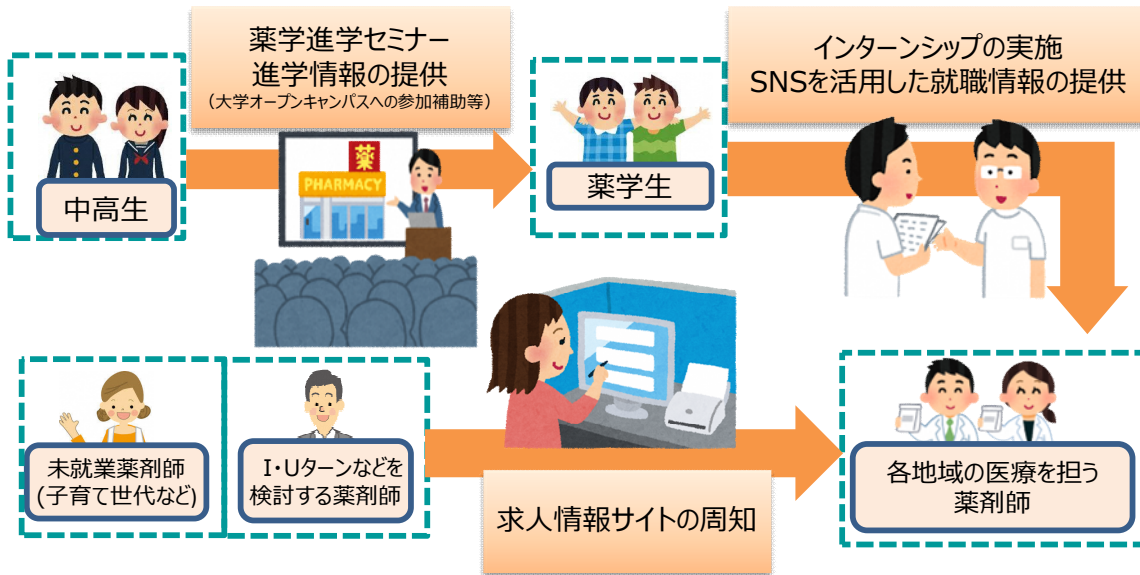 薬学進学セミナー
進学情報の提供
（大学オープンキャンパスへの参加補助等）
インターンシップの実施
SNSを活用した就職情報の提供
中高生
薬
PHARMACY
薬学生
未就業薬剤師
(子育て世代など)
I・Uターンなどを
検討する薬剤師
求人情報サイトの周知
各地域の医療を担う
薬剤師